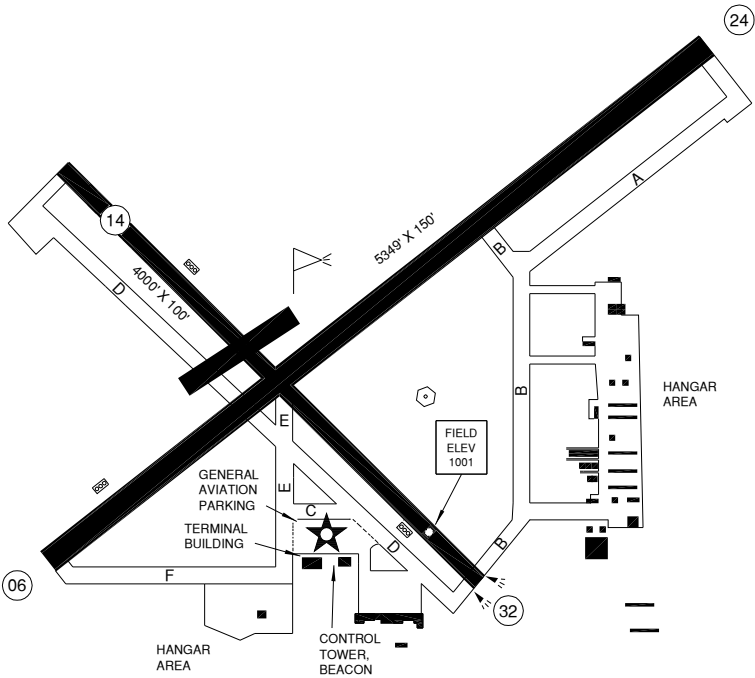 24
14
5349' X 150'
A
B
4000' X 100'
D
HANGAR
AREA
B
E
FIELD
ELEV
1001
GENERAL
AVIATION
PARKING
E
C
TERMINAL
BUILDING
D
B
F
06
32
HANGAR
AREA
CONTROL
TOWER,
BEACON